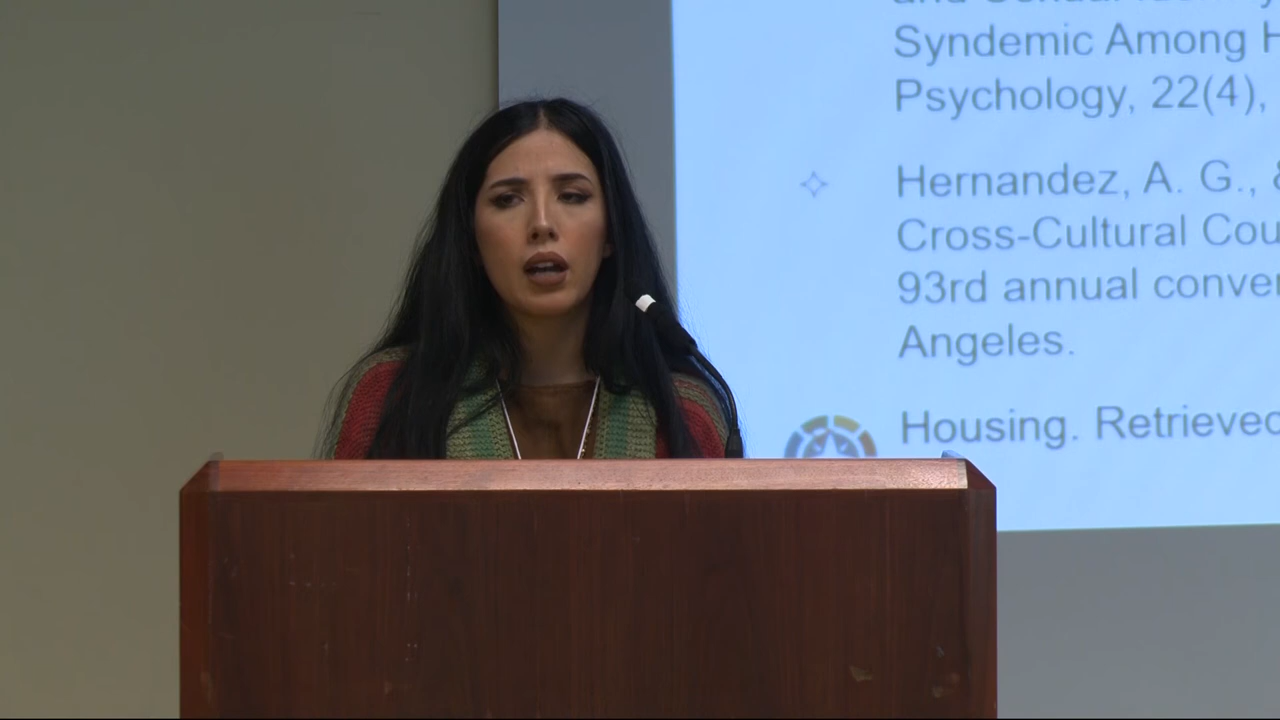 Syndemic Among H
Psychology, 22(4),
Hernandez, A. G., &
Cross-Cultural Cou
93rd annual conve
Angeles.
Housing. Retrieved